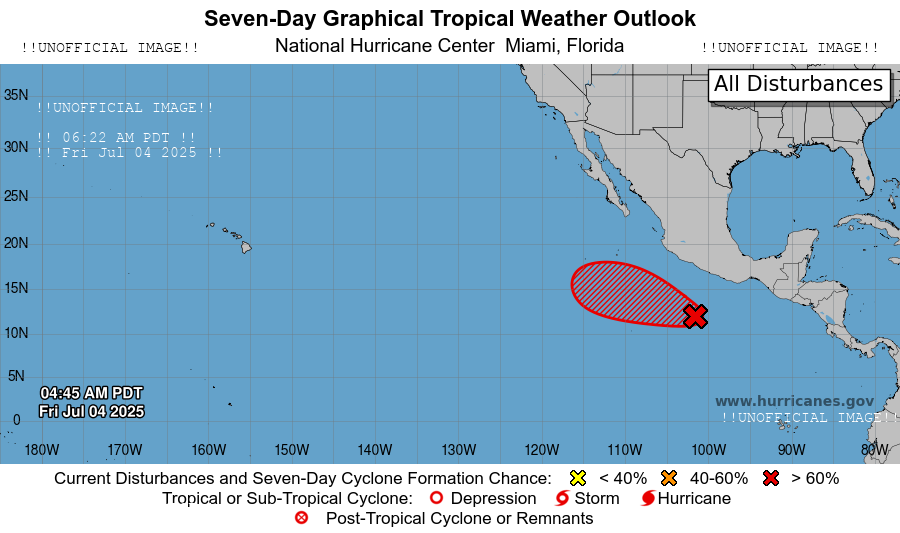 Seven-Day Graphical Tropical Weather Outlook
!!UNOFFICIAL IMAGE!! National Hurricane Center Miami, Florida !!UNOFFICIAL IMAGE!!
All Disturbances
35N
!!UNOFFICIAL IMAGE!!
!! 06:22 AM PDT !!
30N
!! Fri Jul 04 2025 !!
25N
20N
15N
10N
5N
04:45 AM PDT
Fri Jul 04 2025
www.hurricanes.gov
0
!!UNOFFICIAL IMAGE!!
180W 170W 160W 150W 140W 130W 120W 110W 100W 90W 80W
Current Disturbances and Seven-Day Cyclone Formation Chance: < 40% 40-60% > 60%
Tropical or Sub-Tropical Cyclone: Depression Storm Hurricane
Post-Tropical Cyclone or Remnants